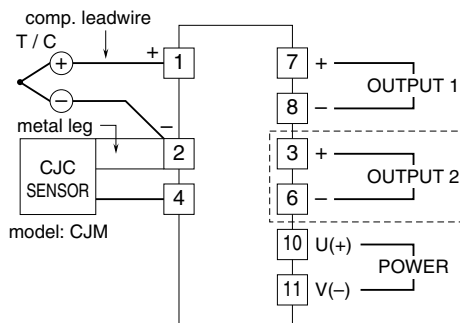 comp. leadwire
T / C
+
+
1
−
−
metal leg
2
CJC
SENSOR
4
model: CJM
7
+
OUTPUT 1
8
−
3
+
OUTPUT 2
6
−
10
U(+)
POWER
11
V(−)